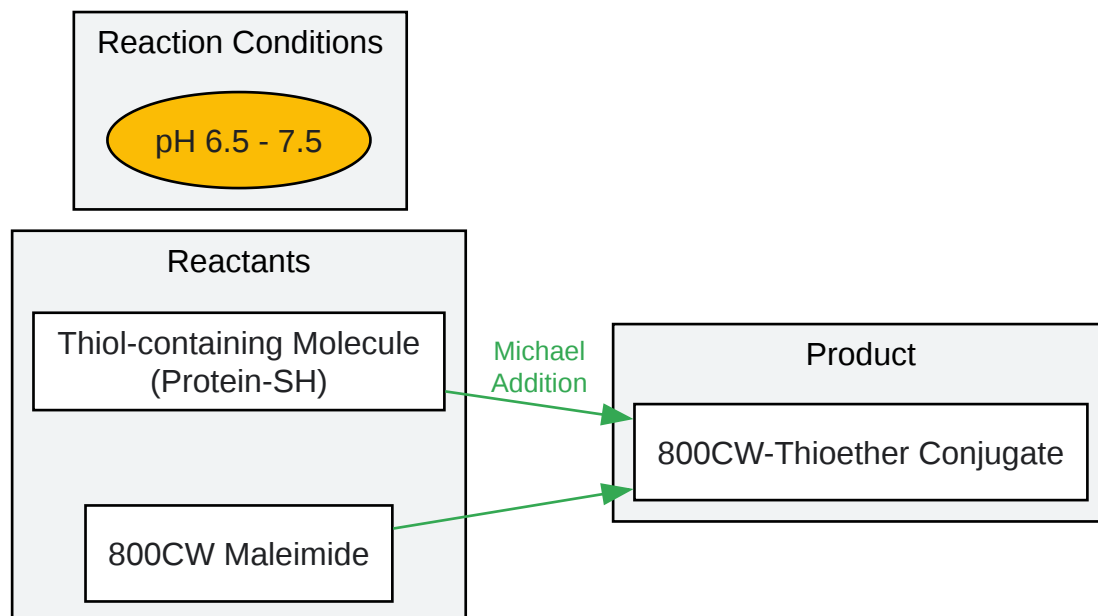 Reaction Conditions
pH 6.5 - 7.5
Reactants
Thiol-containing Molecule
(Protein-SH)
800CW Maleimide
Michael
Addition
Product
800CW-Thioether Conjugate